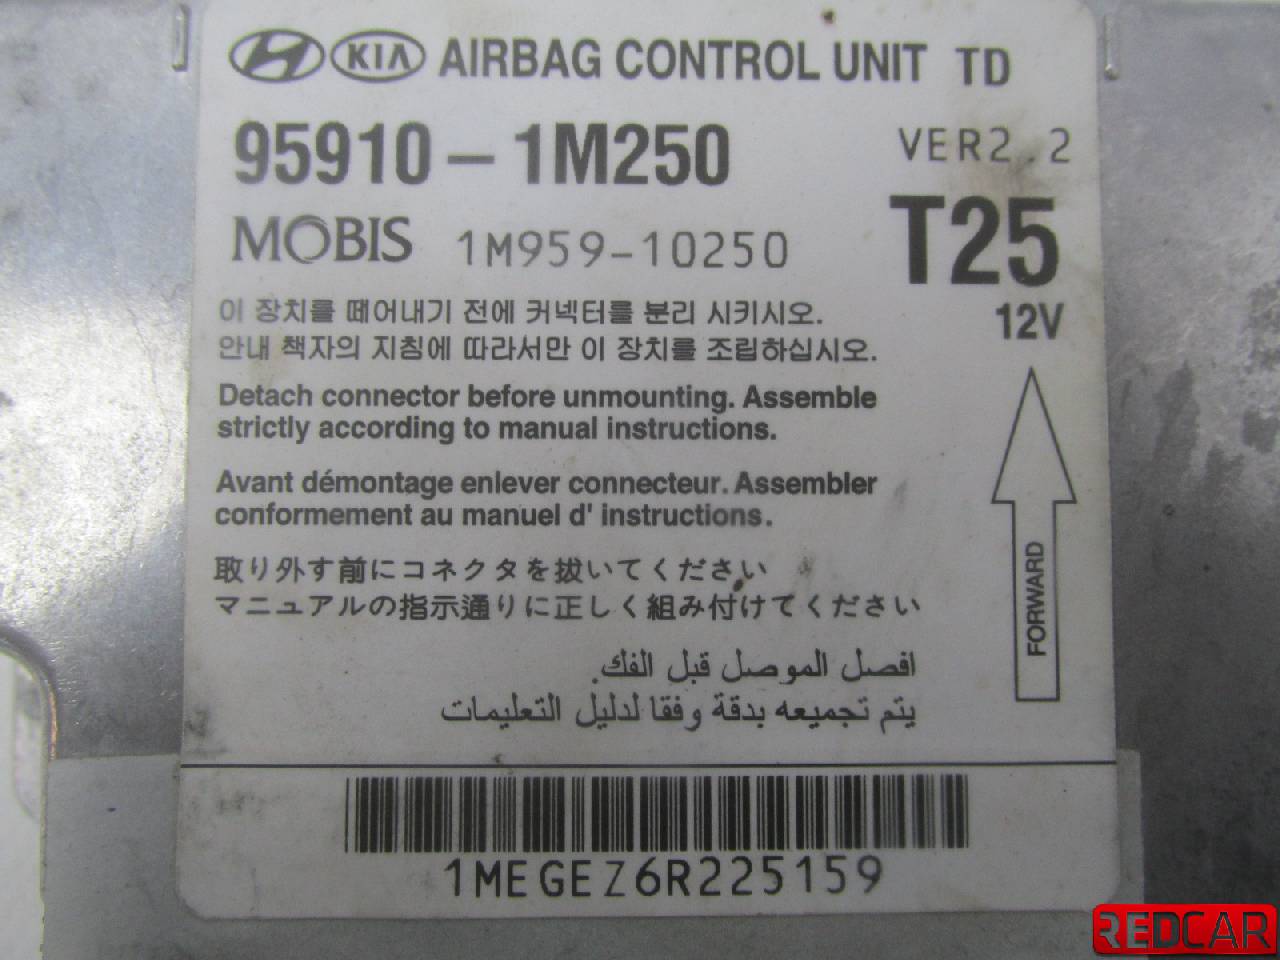 KIA AIRBAG CONTROL UNIT TD
95910-1M250
VER2.2
MOBIS 1M959-10250
T25
12V
이 장치를 떼어내기 전에 커넥터를 분리 시키시오.
안내 책자의 지침에 따라서만 이 장치를 조립하십시오.
Detach connector before unmounting. Assemble
strictly according to manual instructions.
Avant démontage enlever connecteur. Assembler
conformement au manuel d' instructions.
取り外す前にコネクタを抜いてください
マニュアルの指示通りに正しく組み付けてください
افصل الموصل قبل الفك.
يتم تجميعه بدقة وفقا لدليل التعليمات
FORWARD
1MEGEZ6R225159
REDCAR